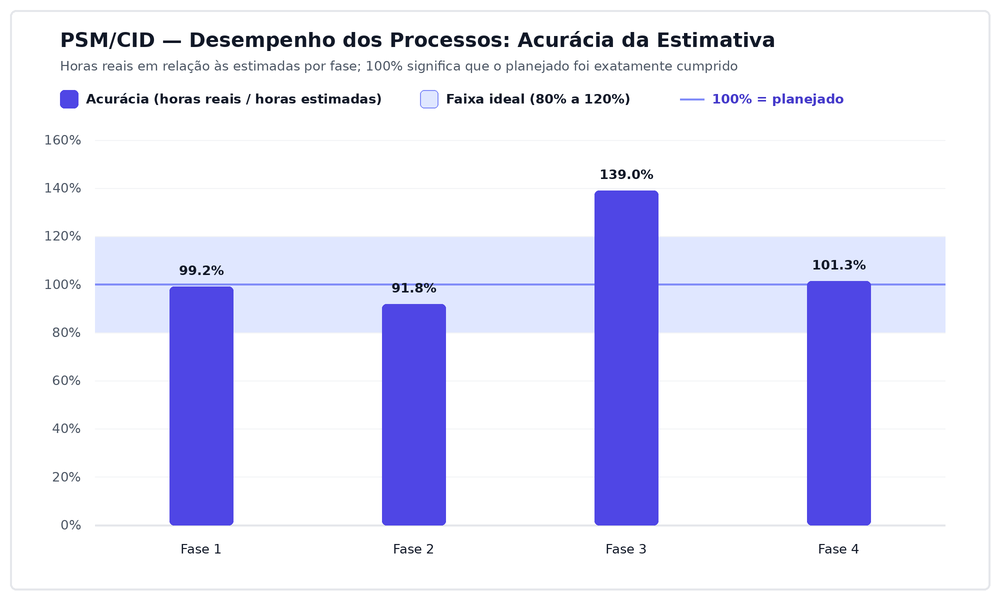 PSM/CID — Desempenho dos Processos: Acurácia da Estimativa
Horas reais em relação às estimadas por fase; 100% significa que o planejado foi exatamente cumprido
Acurácia (horas reais / horas estimadas)
Faixa ideal (80% a 120%)
100% = planejado
160%
140%
120%
100%
80%
60%
40%
20%
0%
99.2%
91.8%
139.0%
101.3%
Fase 1
Fase 2
Fase 3
Fase 4